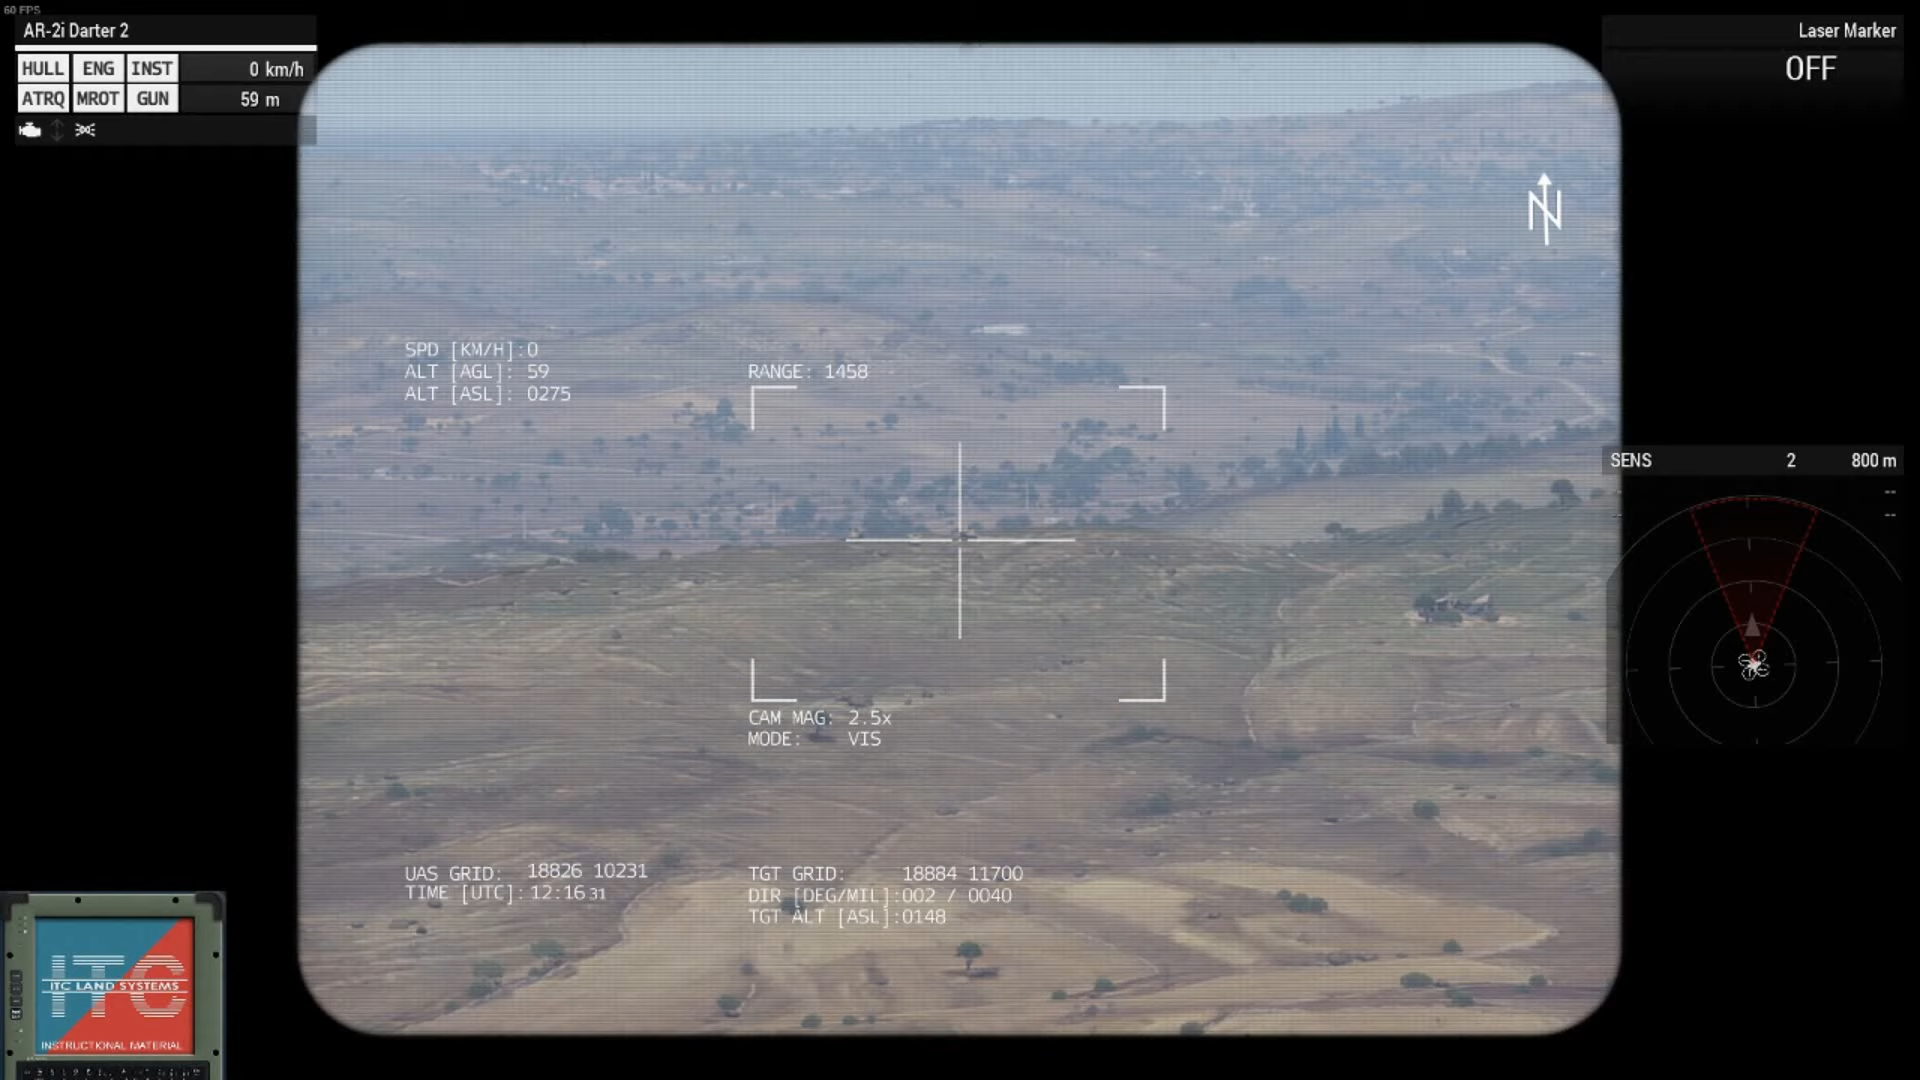 60 FPS
AR-2i Darter 2
HULL ENG INST 0 km/h
ATRQ MROT GUN 59 m
Laser Marker
OFF
N
SPD [KM/H]:0
ALT [AGL]: 59
ALT [ASL]: 0275
RANGE: 1458
SENS 2 800 m
--
--
CAM MAG: 2.5x
MODE: VIS
UAS GRID: 18826 10231
TIME [UTC]: 12:16 31
TGT GRID: 18884 11700
DIR [DEG/MIL]:002 / 0040
TGT ALT [ASL]:0148
ITC
ITC LAND SYSTEMS
INSTRUCTIONAL MATERIAL